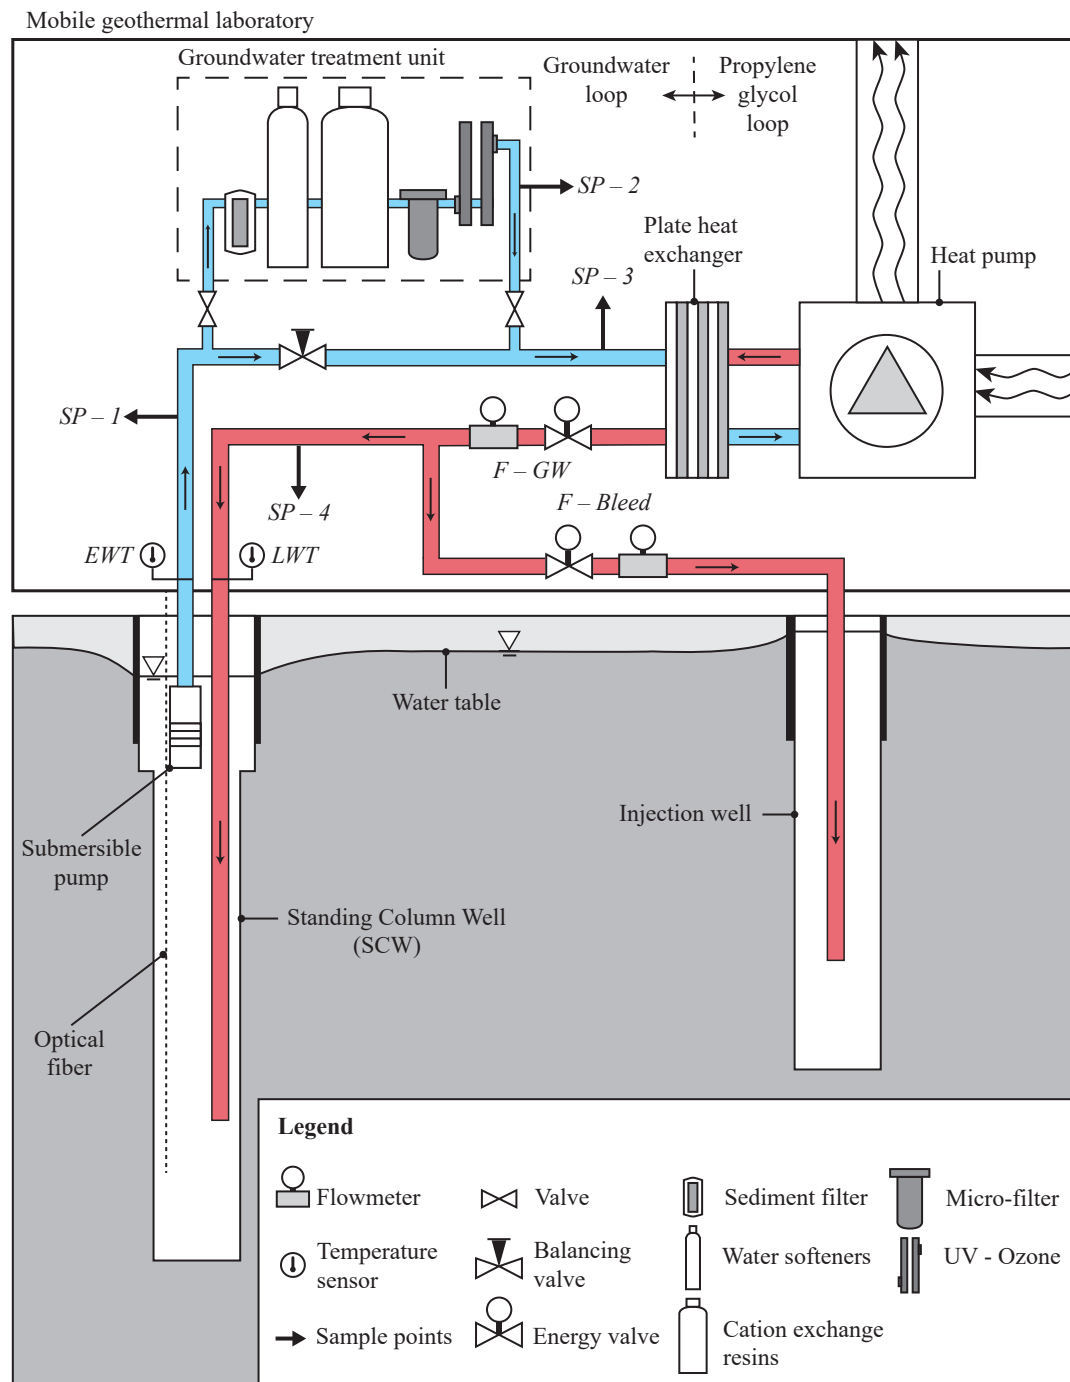 Mobile geothermal laboratory
Groundwater treatment unit
Groundwater
loop
Propylene
glycol
loop
SP – 2
Plate heat
exchanger
Heat pump
SP – 3
SP – 1
F – GW
SP – 4
F – Bleed
EWT
LWT
Water table
Submersible
pump
Injection well
Standing Column Well
(SCW)
Optical
fiber
Legend
Flowmeter
Valve
Sediment filter
Micro-filter
Temperature
sensor
Balancing
valve
Water softeners
UV - Ozone
Sample points
Energy valve
Cation exchange
resins